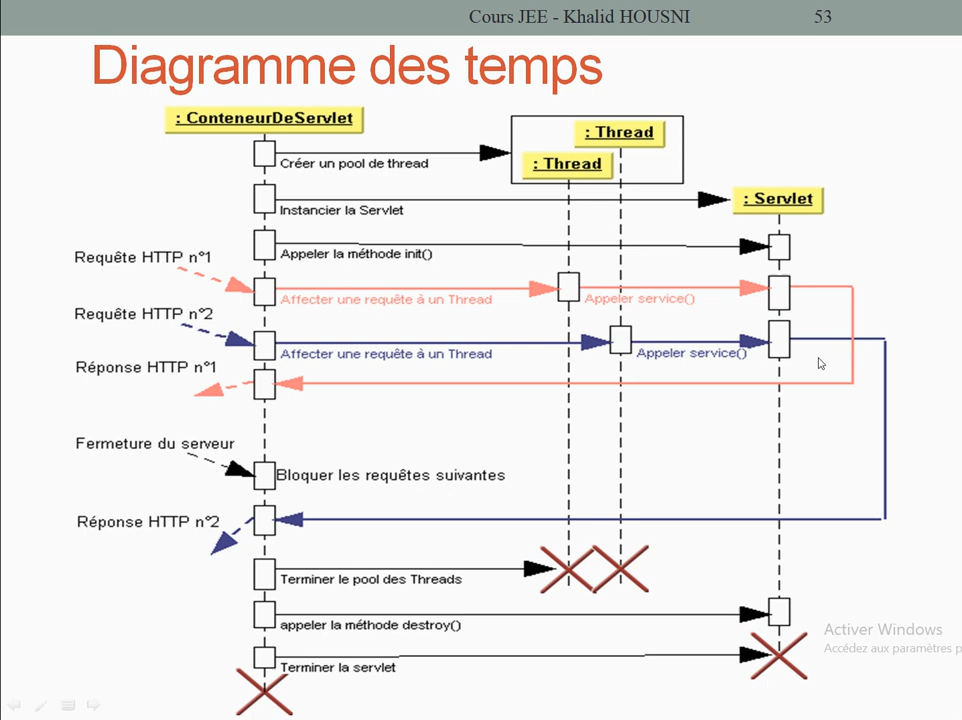 Cours JEE - Khalid HOUSNI 53
Diagramme des temps
: ConteneurDeServlet
: Thread
: Thread
Créer un pool de thread
: Servlet
Instancier la Servlet
Appeler la méthode init()
Requête HTTP n°1
Affecter une requête à un Thread
Appeler service()
Requête HTTP n°2
Affecter une requête à un Thread
Appeler service()
Réponse HTTP n°1
Fermeture du serveur
Bloquer les requêtes suivantes
Réponse HTTP n°2
Terminer le pool des Threads
appeler la méthode destroy()
Activer Windows
Accédez aux paramètres p
Terminer la servlet